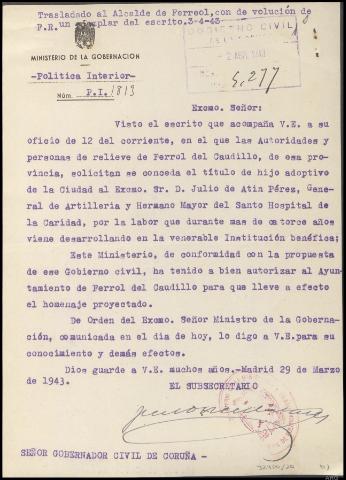 Trasladado al Alcalde de Ferreol, con de volución de
F.R. un ejemplar del escrito. 3-4-43
GOBIERNO CIVIL
2 ABR. 1943
5,277
MINISTERIO DE LA GOBERNACION
-Politica Interior-
Núm. P.I. 1813
Excmo. Señor:
Visto el escrito que acompaña V.E. a su
oficio de 12 del corriente, en el que las Autoridades y
personas de relieve de Ferrol del Caudillo, de esa pro-
vincia, solicitan se conceda el título de hijo adoptivo
de la Ciudad al Excmo. Sr. D. Julio de Atin Pérez, Gene-
ral de Artilleria y Hermano Mayor del Santo Hospital de
la Caridad, por la labor que durante mas de catorce años
viene desarrollando en la venerable Institución benéfica;
Este Ministerio, de conformidad con la propuesta
de ese Gobierno civil, ha tenido a bien autorizar al Ayun-
tamiento de Ferrol del Caudillo para que lleve a efecto
el homenaje proyectado.
De Orden del Excmo. Señor Ministro de la Goberna-
ción, comunicada en el dia de hoy, lo digo a V.E. para su
conocimiento y demás efectos.
Dios guarde a V.E. muchos años.-Madrid 29 de Marzo
de 1943.
EL SUBSECRETARIO
SEÑOR GOBERNADOR CIVIL DE CORUÑA -